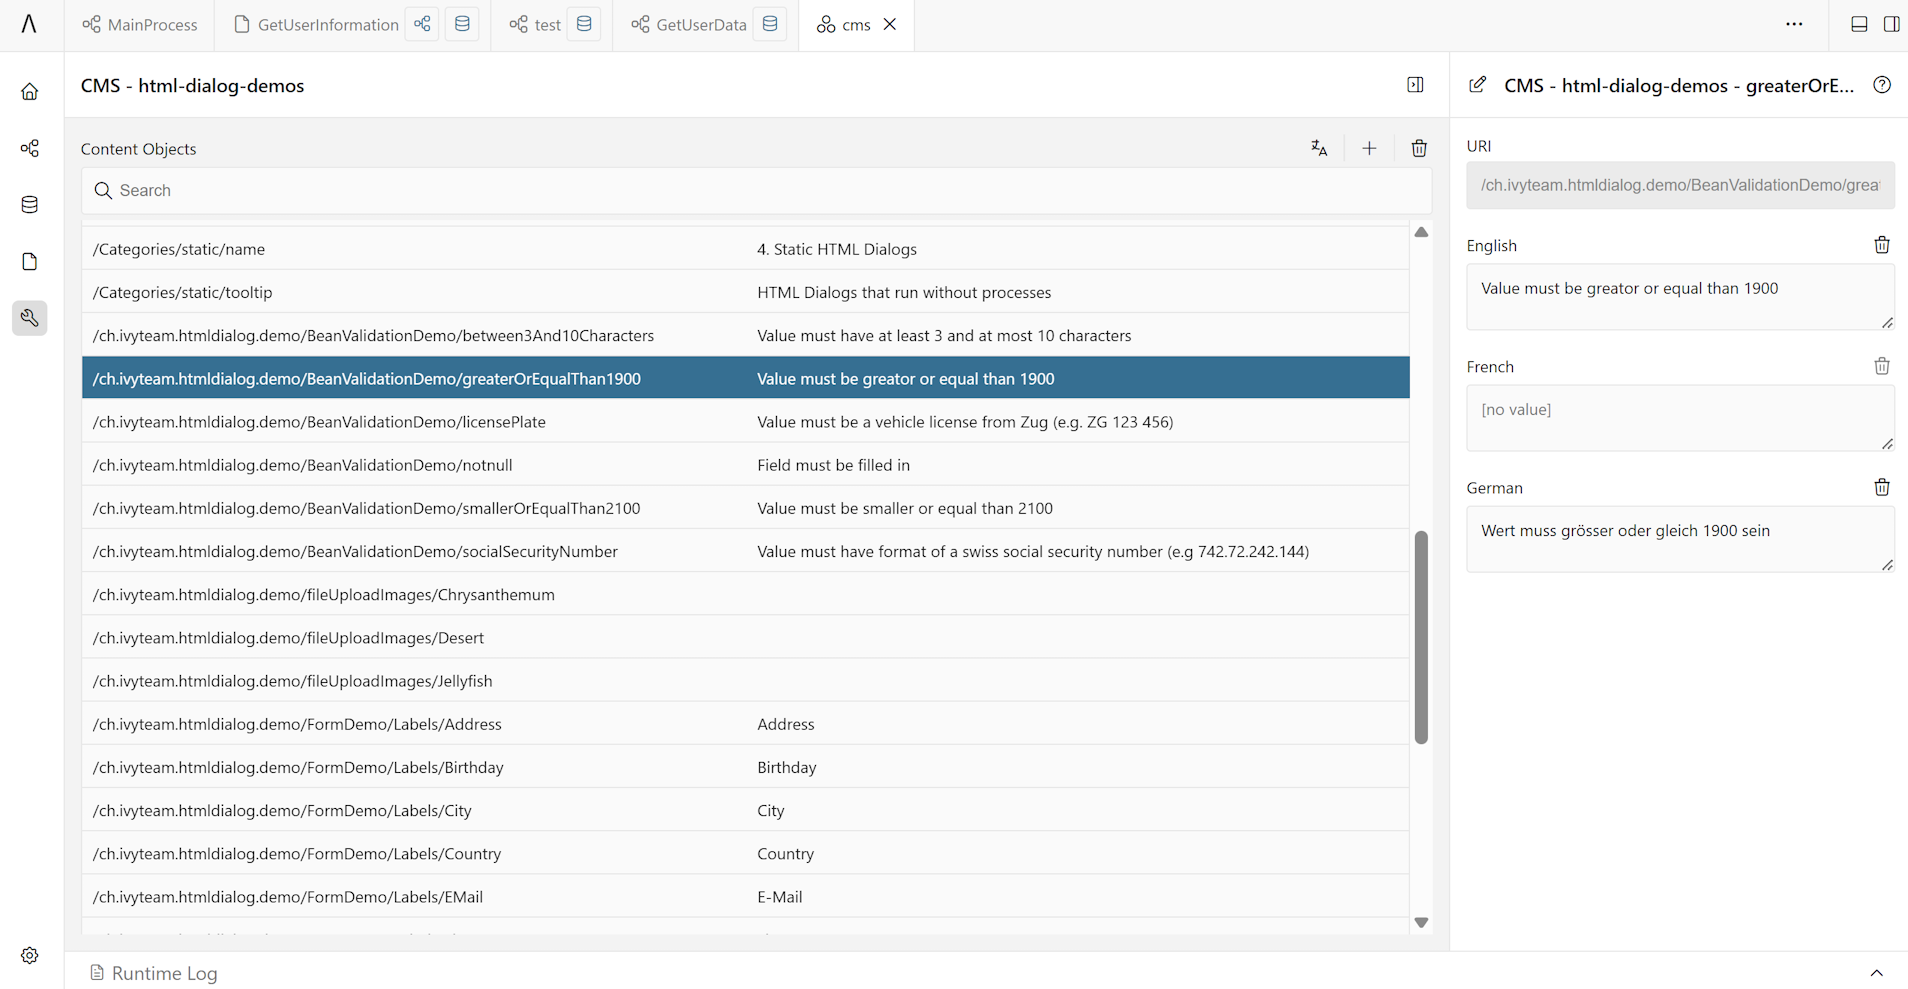 MainProcess
GetUserInformation
test
GetUserData
cms
CMS - html-dialog-demos
Content Objects
Search
/Categories/static/name
4. Static HTML Dialogs
/Categories/static/tooltip
HTML Dialogs that run without processes
/ch.ivyteam.htmldialog.demo/BeanValidationDemo/between3And10Characters
Value must have at least 3 and at most 10 characters
/ch.ivyteam.htmldialog.demo/BeanValidationDemo/greaterOrEqualThan1900
Value must be greator or equal than 1900
/ch.ivyteam.htmldialog.demo/BeanValidationDemo/licensePlate
Value must be a vehicle license from Zug (e.g. ZG 123 456)
/ch.ivyteam.htmldialog.demo/BeanValidationDemo/notnull
Field must be filled in
/ch.ivyteam.htmldialog.demo/BeanValidationDemo/smallerOrEqualThan2100
Value must be smaller or equal than 2100
/ch.ivyteam.htmldialog.demo/BeanValidationDemo/socialSecurityNumber
Value must have format of a swiss social security number (e.g 742.72.242.144)
/ch.ivyteam.htmldialog.demo/fileUploadImages/Chrysanthemum
/ch.ivyteam.htmldialog.demo/fileUploadImages/Desert
/ch.ivyteam.htmldialog.demo/fileUploadImages/Jellyfish
/ch.ivyteam.htmldialog.demo/FormDemo/Labels/Address
Address
/ch.ivyteam.htmldialog.demo/FormDemo/Labels/Birthday
Birthday
/ch.ivyteam.htmldialog.demo/FormDemo/Labels/City
City
/ch.ivyteam.htmldialog.demo/FormDemo/Labels/Country
Country
/ch.ivyteam.htmldialog.demo/FormDemo/Labels/EMail
E-Mail
Runtime Log
CMS - html-dialog-demos - greaterOrE...
URI
/ch.ivyteam.htmldialog.demo/BeanValidationDemo/grea
English
Value must be greator or equal than 1900
French
[no value]
German
Wert muss grösser oder gleich 1900 sein